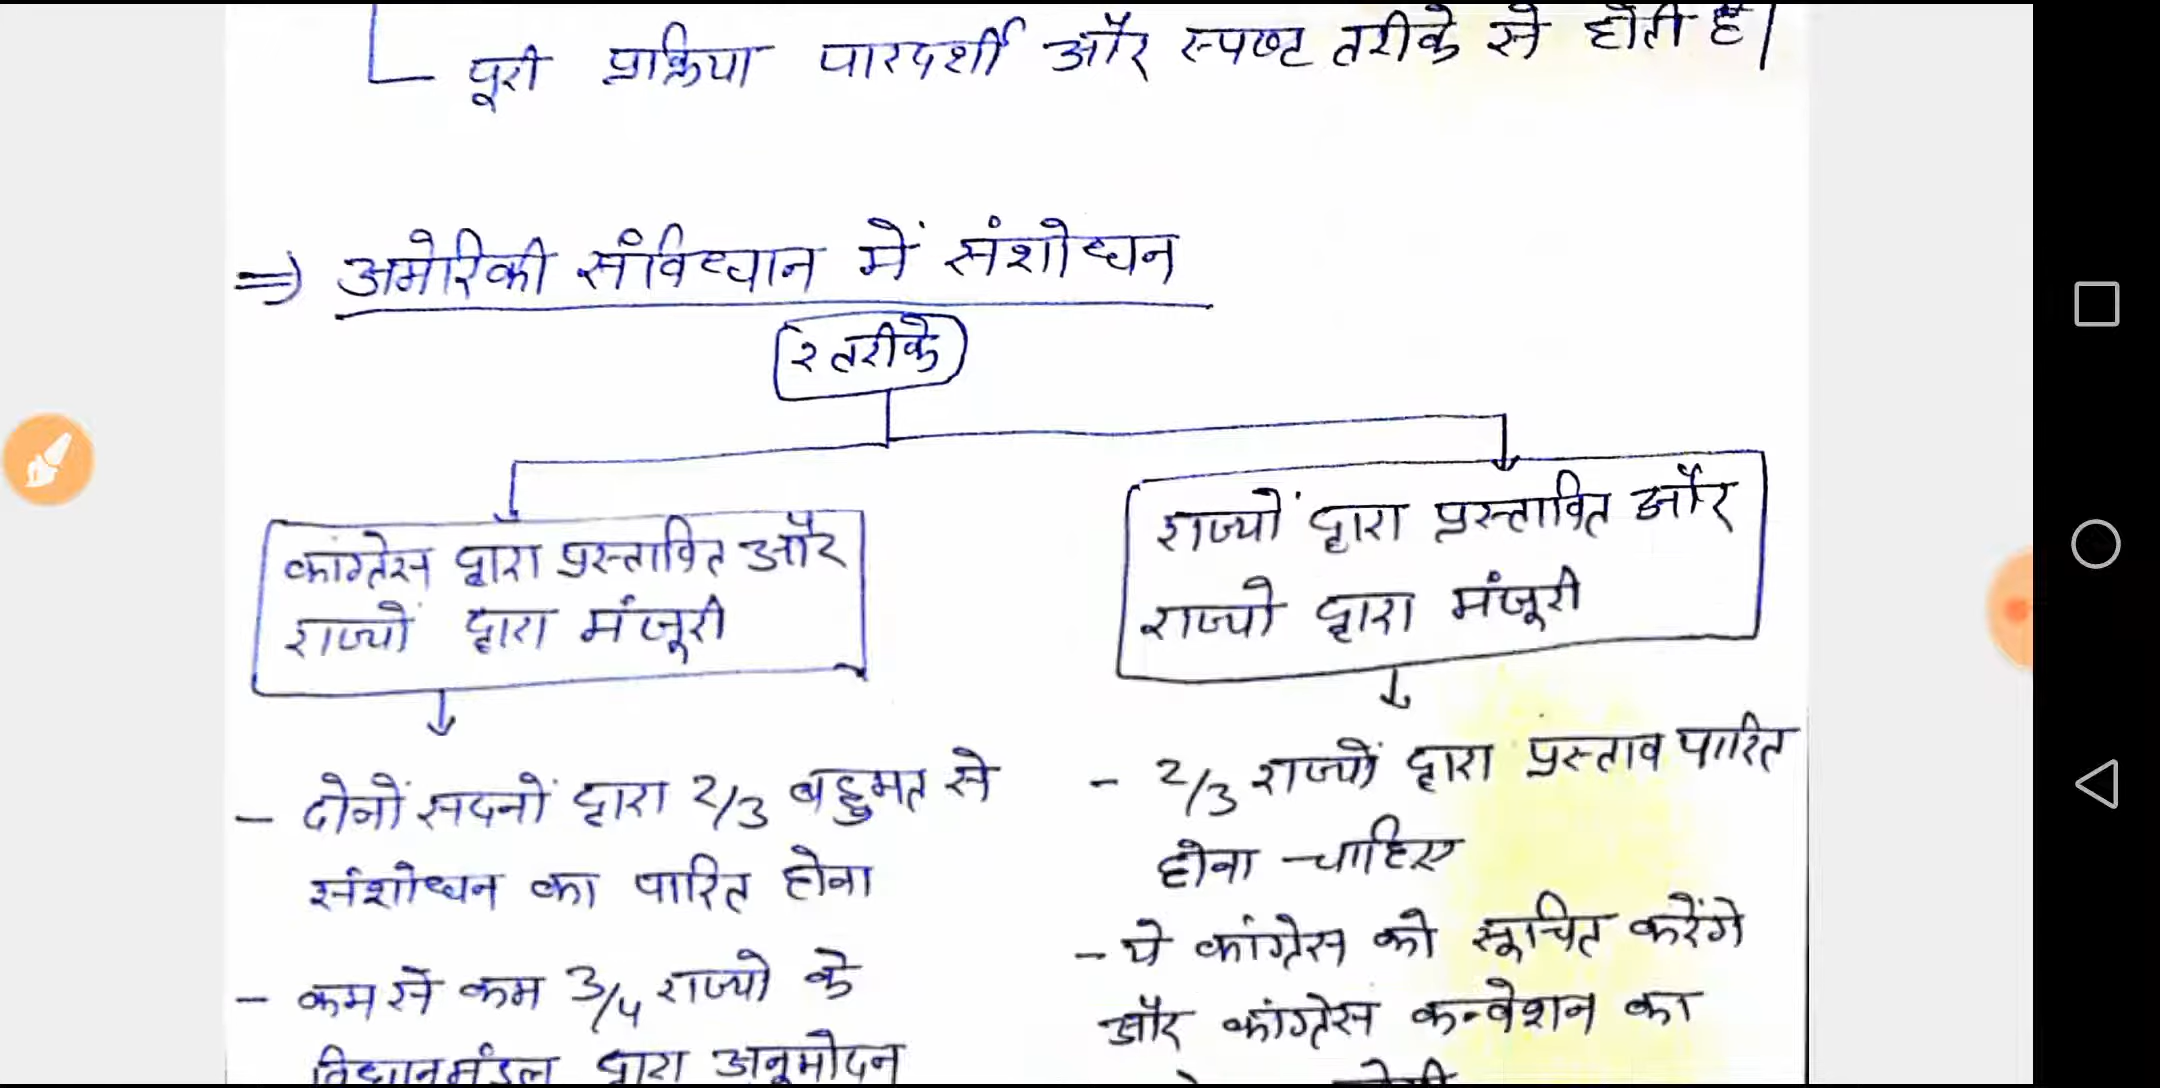 पूरी प्रक्रिया पारदर्शी और स्पष्ट तरीके से होती है|
=> अमेरिकी संविधान में संशोधन
२ तरीके
कांग्रेस द्वारा प्रस्तावित और
राज्यों द्वारा मंजूरी
राज्यों द्वारा प्रस्तावित और
राज्यो द्वारा मंजूरी
- दोनों सदनों द्वारा 2/3 बहुमत से
संशोधन का पारित होना
- कम से कम 3/4 राज्यो के
विधानमंडल द्वारा अनुमोदन
- 2/3 राज्यों द्वारा प्रस्ताव पारित
होना चाहिए
- ये कांग्रेस को सूचित करेंगे
और कांग्रेस कन्वेशन का